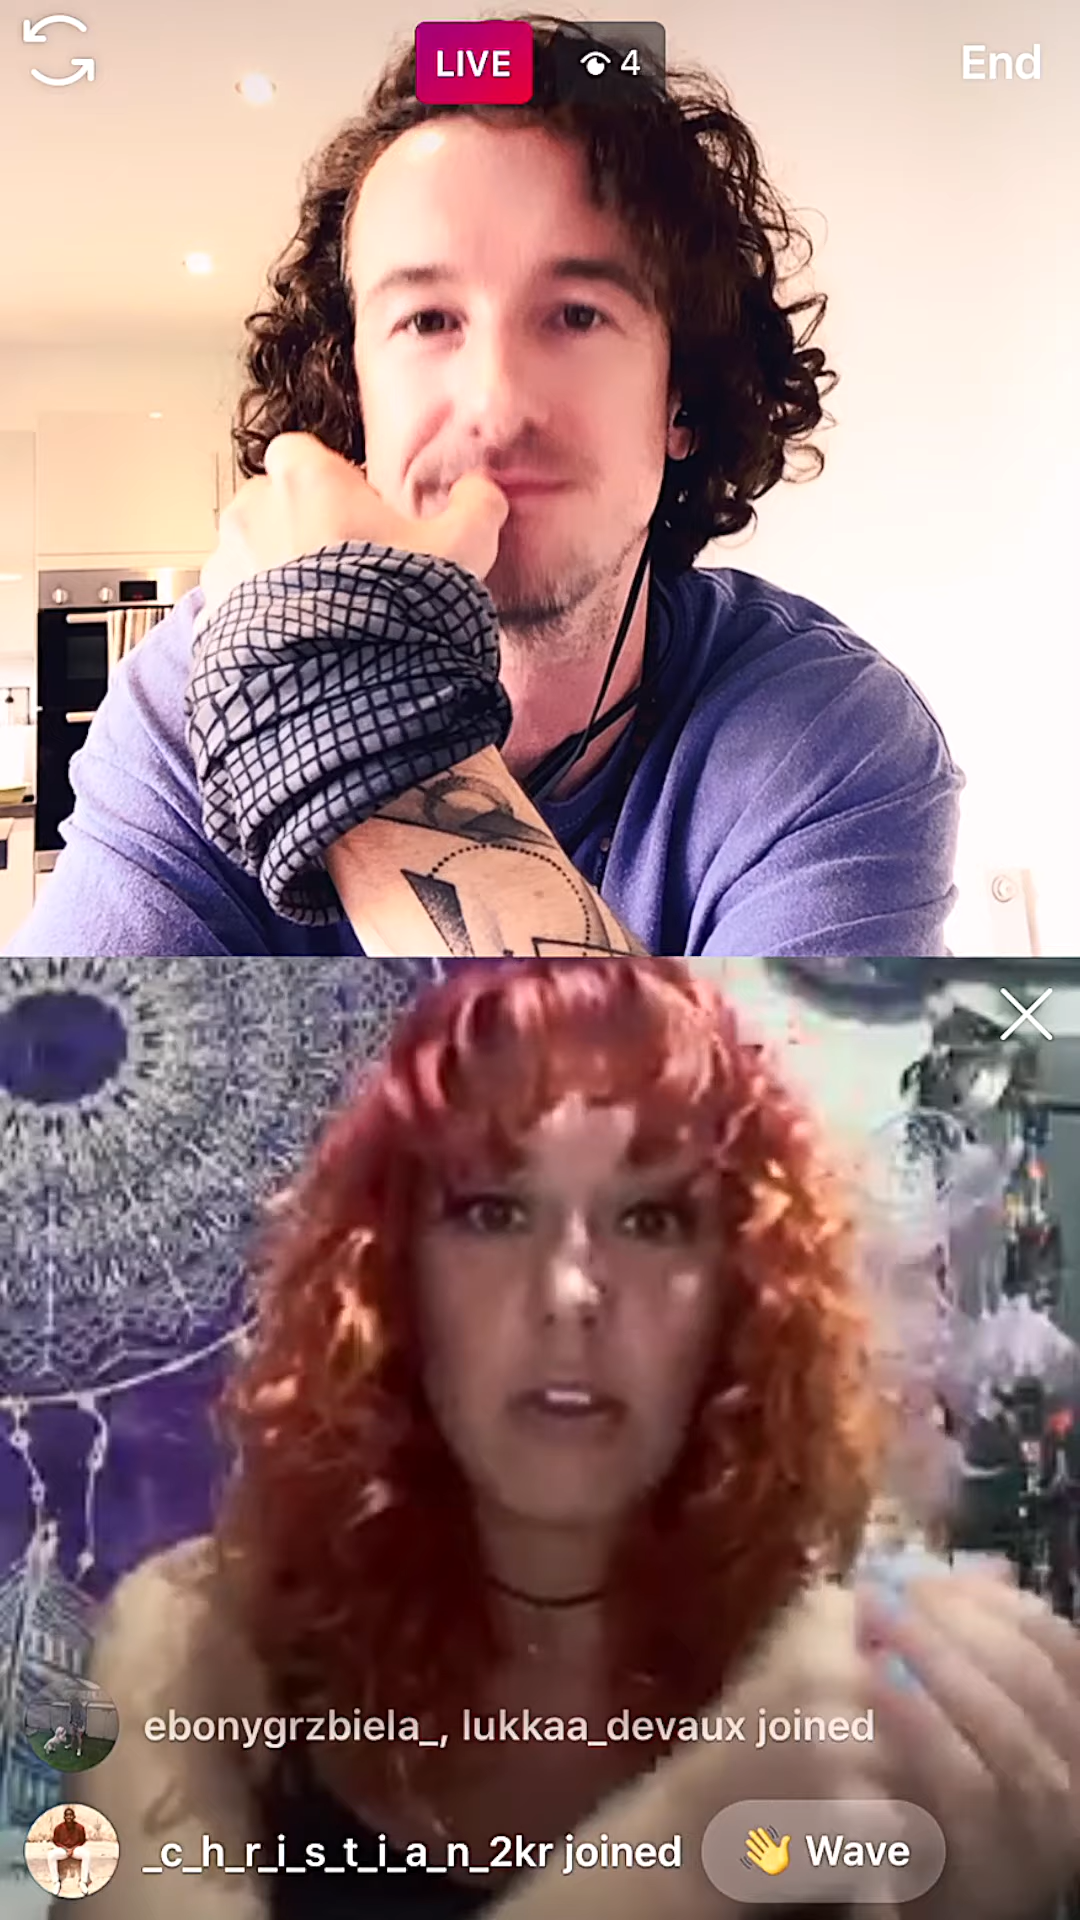 LIVE 4 End
ebonygrzbiela_, lukkaa_devaux joined
_c_h_r_i_s_t_i_a_n_2kr joined 👋 Wave